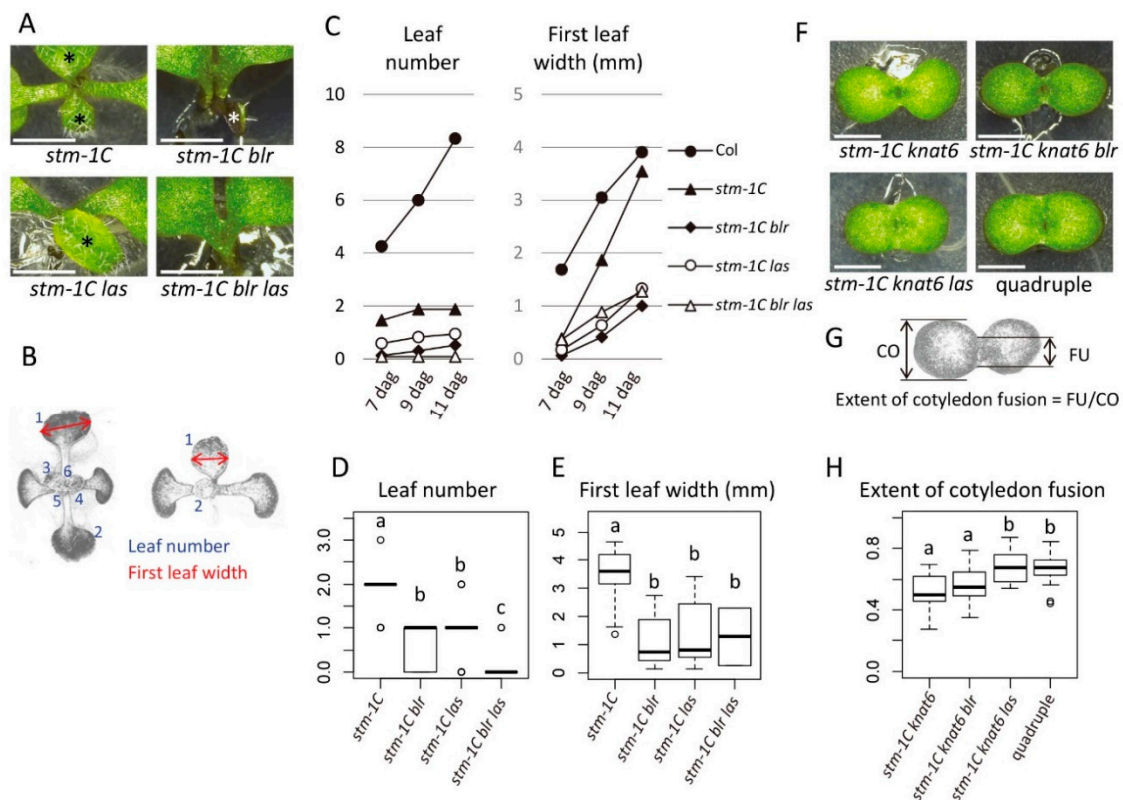 A
* *
stm-1C
*
stm-1C blr
*
stm-1C las
stm-1C blr las
B
1
3 6
5 4
2
1
2
Leaf number
First leaf width
C
Leaf number
10
8
6
4
2
0
7 dag 9 dag 11 dag
First leaf width (mm)
5
4
3
2
1
0
7 dag 9 dag 11 dag
Col
stm-1C
stm-1C blr
stm-1C las
stm-1C blr las
D
Leaf number
3.0
2.0
1.0
0.0
a b b c
stm-1C
stm-1C blr
stm-1C las
stm-1C blr las
E
First leaf width (mm)
5
4
3
2
1
0
a b b b
stm-1C
stm-1C blr
stm-1C las
stm-1C blr las
F
stm-1C knat6
stm-1C knat6 blr
stm-1C knat6 las
quadruple
G
CO
FU
Extent of cotyledon fusion = FU/CO
H
Extent of cotyledon fusion
0.8
0.4
0.0
a a b b
stm-1C knat6
stm-1C knat6 blr
stm-1C knat6 las
quadruple